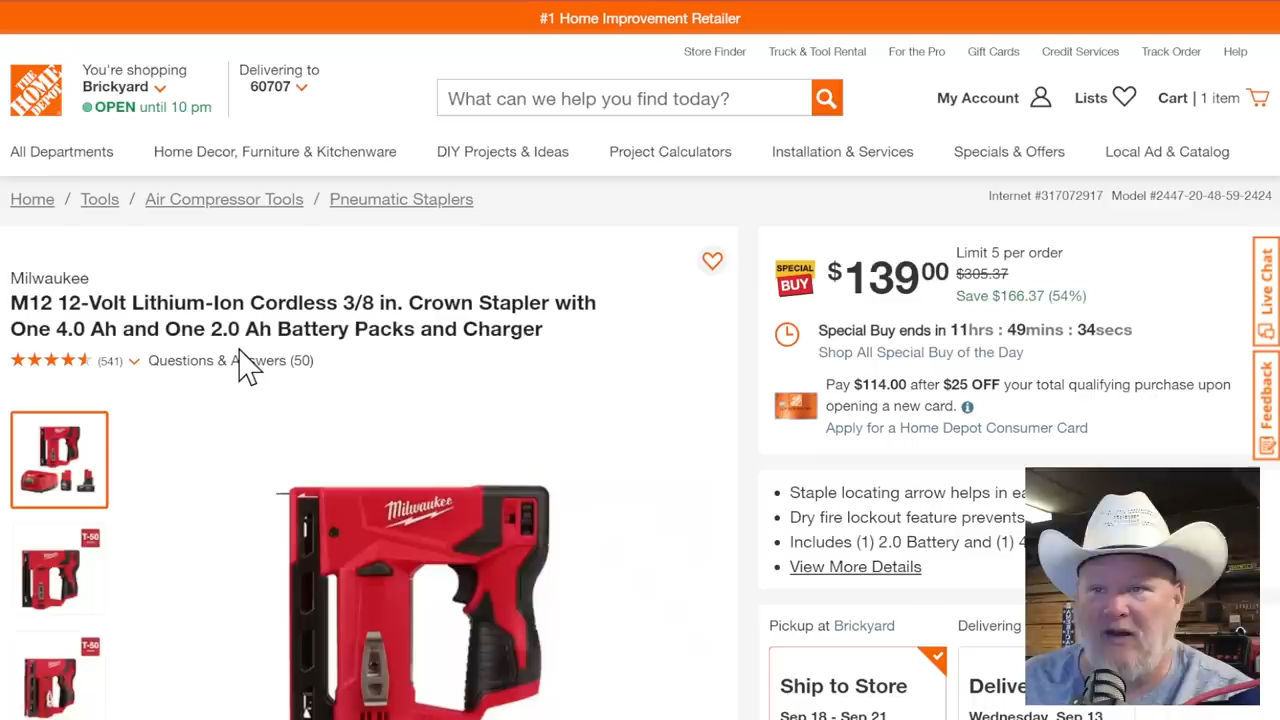 #1 Home Improvement Retailer
Store Finder Truck & Tool Rental For the Pro Gift Cards Credit Services Track Order Help
THE HOME DEPOT
You're shopping
Brickyard
OPEN until 10 pm
Delivering to
60707
What can we help you find today?
My Account Lists Cart | 1 item
All Departments Home Decor, Furniture & Kitchenware DIY Projects & Ideas Project Calculators Installation & Services Specials & Offers Local Ad & Catalog
Home / Tools / Air Compressor Tools / Pneumatic Staplers
Internet #317072917 Model #2447-20-48-59-2424
Milwaukee
M12 12-Volt Lithium-Ion Cordless 3/8 in. Crown Stapler with
One 4.0 Ah and One 2.0 Ah Battery Packs and Charger
(541) Questions & Answers (50)
T-50
T-50
Milwaukee
SPECIAL
BUY
$139.00
Limit 5 per order
$305.37
Save $166.37 (54%)
Special Buy ends in 11hrs : 49mins : 34secs
Shop All Special Buy of the Day
Pay $114.00 after $25 OFF your total qualifying purchase upon
opening a new card.
Apply for a Home Depot Consumer Card
Staple locating arrow helps in ea
Dry fire lockout feature prevents
Includes (1) 2.0 Battery and (1) 4
View More Details
Pickup at Brickyard
Delivering
Ship to Store
Sep 18 - Sep 21
Delive
Wednesday, Sep 13
Live Chat
Feedback